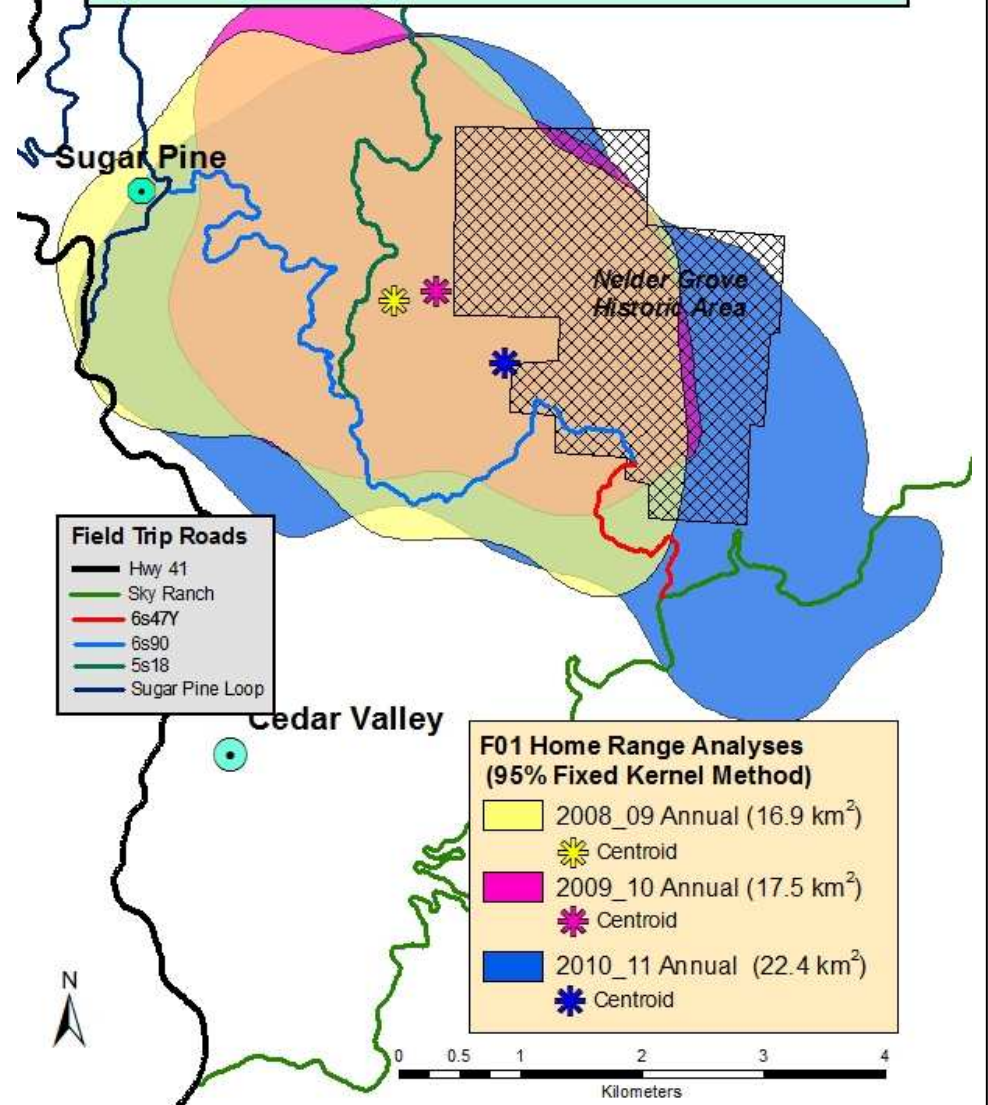 Sugar Pine
Nelder Grove
Historic Area
Field Trip Roads
Hwy 41
Sky Ranch
6s47Y
6s90
5s18
Sugar Pine Loop
Cedar Valley
F01 Home Range Analyses
(95% Fixed Kernel Method)
2008_09 Annual (16.9 km²)
Centroid
2009_10 Annual (17.5 km²)
Centroid
2010_11 Annual (22.4 km²)
Centroid
N
0 0.5 1 2 3 4
Kilometers